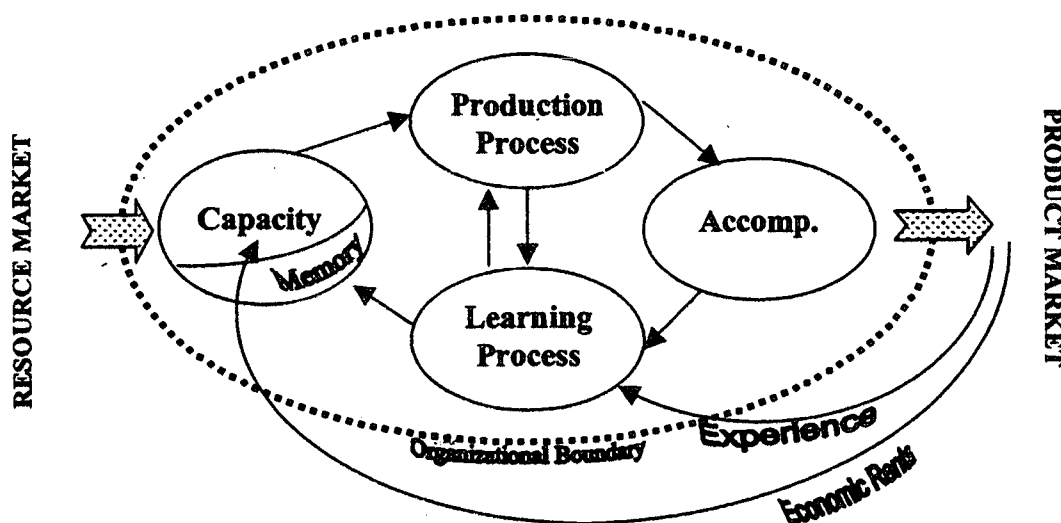 RESOURCE MARKET
Production
Process
Capacity
Memory
Accomp.
Learning
Process
PRODUCT MARKET
Experience
Organizational Boundary
Economic Rents